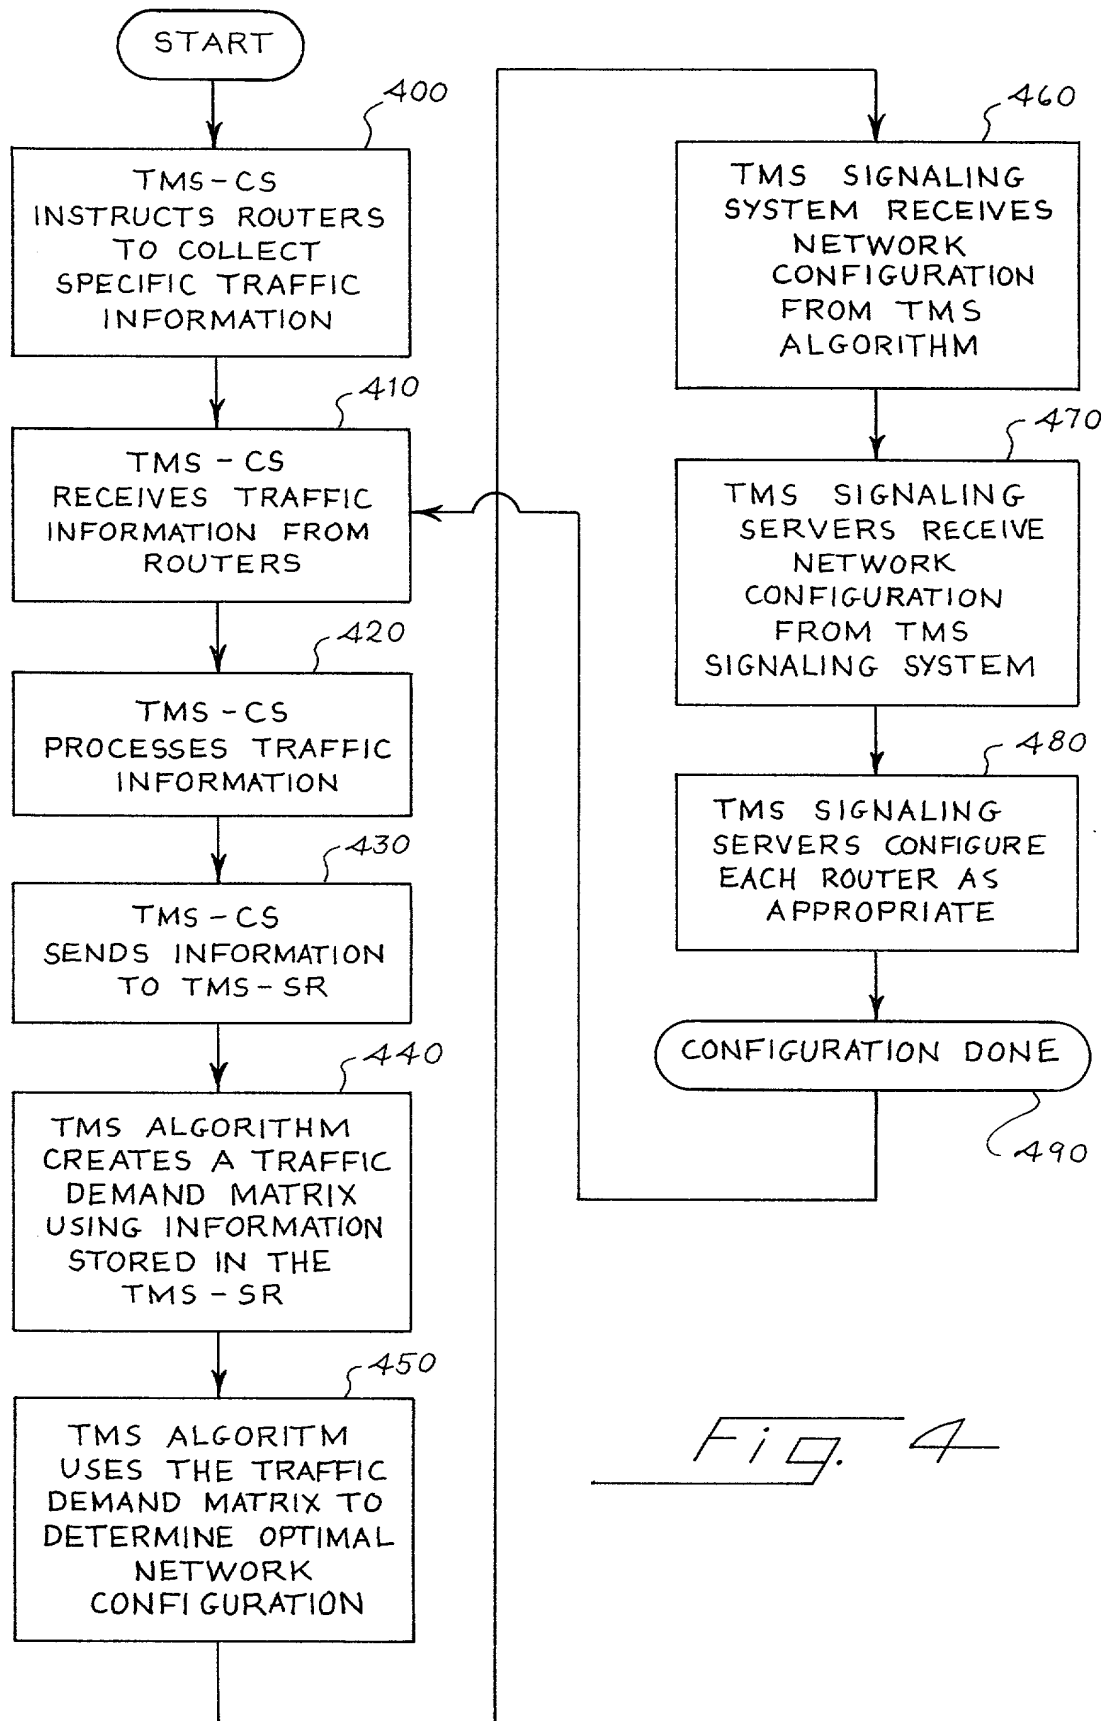 START
400
TMS-CS
INSTRUCTS ROUTERS
TO COLLECT
SPECIFIC TRAFFIC
INFORMATION
410
TMS-CS
RECEIVES TRAFFIC
INFORMATION FROM
ROUTERS
420
TMS-CS
PROCESSES TRAFFIC
INFORMATION
430
TMS-CS
SENDS INFORMATION
TO TMS-SR
440
TMS ALGORITHM
CREATES A TRAFFIC
DEMAND MATRIX
USING INFORMATION
STORED IN THE
TMS-SR
450
TMS ALGORITM
USES THE TRAFFIC
DEMAND MATRIX TO
DETERMINE OPTIMAL
NETWORK
CONFIGURATION
460
TMS SIGNALING
SYSTEM RECEIVES
NETWORK
CONFIGURATION
FROM TMS
ALGORITHM
470
TMS SIGNALING
SERVERS RECEIVE
NETWORK
CONFIGURATION
FROM TMS
SIGNALING SYSTEM
480
TMS SIGNALING
SERVERS CONFIGURE
EACH ROUTER AS
APPROPRIATE
CONFIGURATION DONE
490
Fig. 4